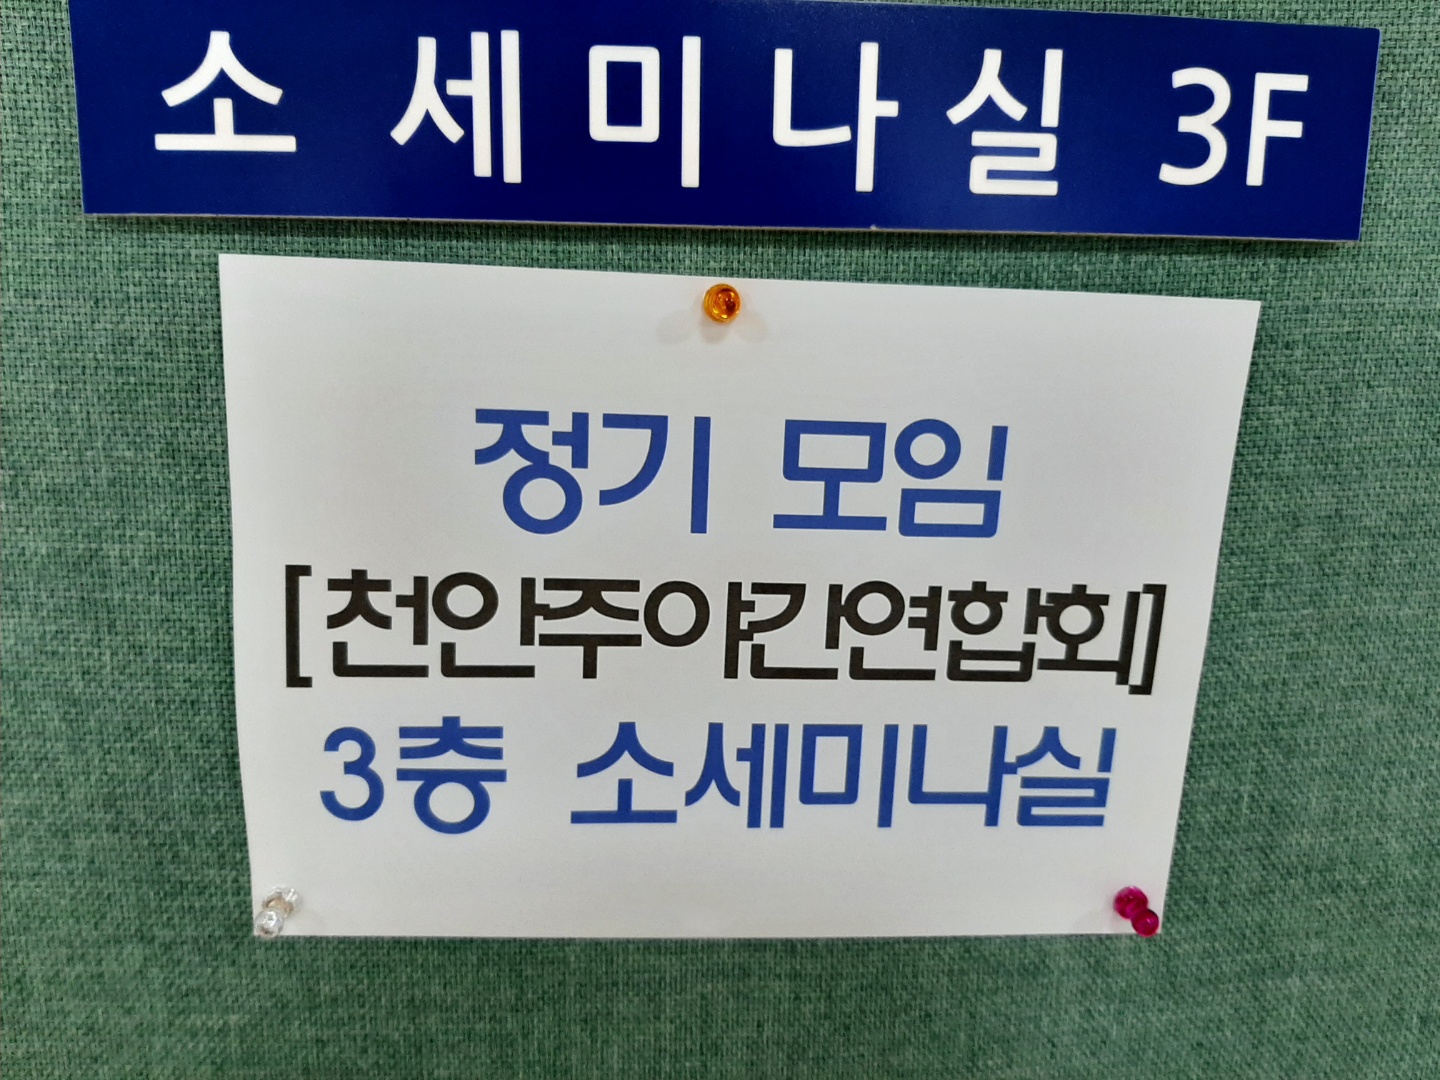 소 세미나실 3F
정기 모임
[천안주야간연합회]
3층 소세미나실